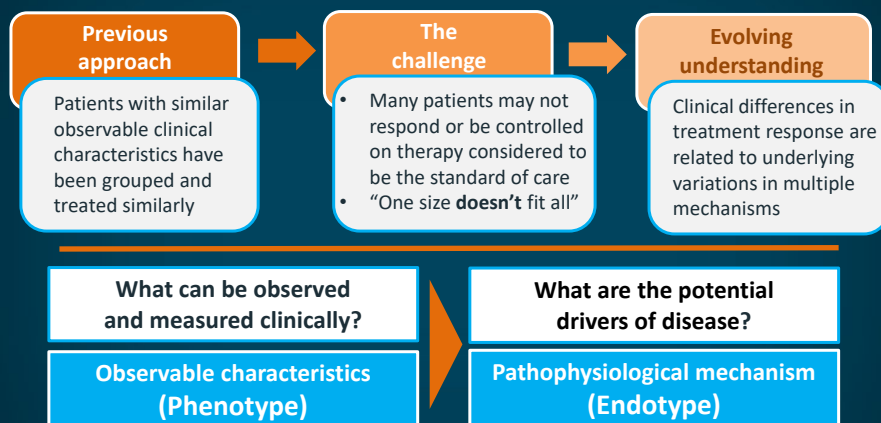 Previous
approach
Patients with similar
observable clinical
characteristics have
been grouped and
treated similarly
The
challenge
• Many patients may not
respond or be controlled
on therapy considered to
be the standard of care
• “One size doesn’t fit all”
Evolving
understanding
Clinical differences in
treatment response are
related to underlying
variations in multiple
mechanisms
What can be observed
and measured clinically?
Observable characteristics
(Phenotype)
What are the potential
drivers of disease?
Pathophysiological mechanism
(Endotype)